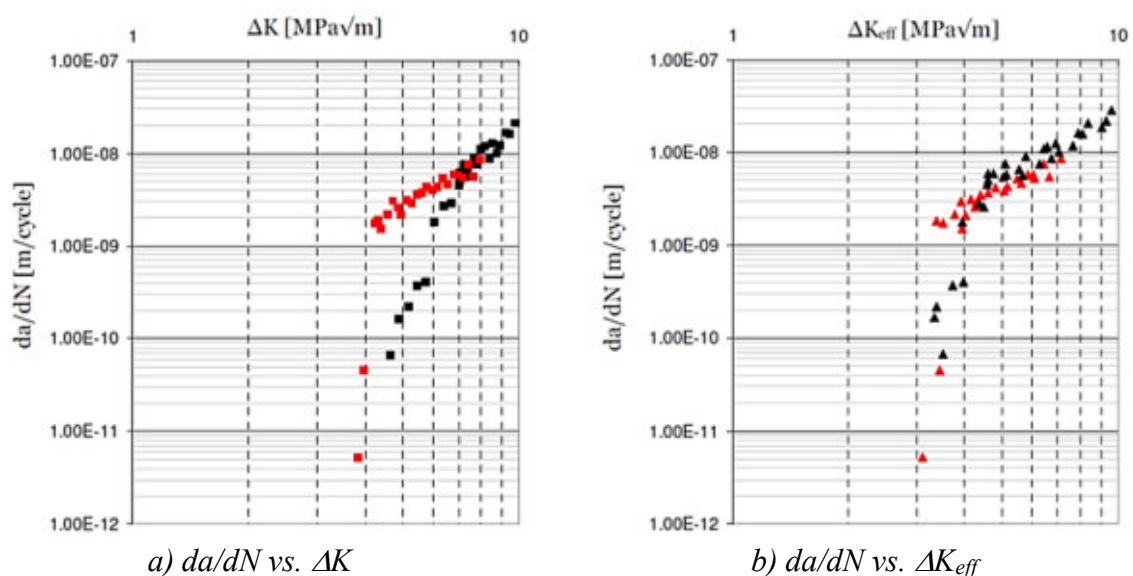 ΔK [MPa√m]
1
10
1.00E-07
1.00E-08
1.00E-09
1.00E-10
1.00E-11
1.00E-12
da/dN [m/cycle]
a) da/dN vs. ΔK
ΔKeff [MPa√m]
1
10
1.00E-07
1.00E-08
1.00E-09
1.00E-10
1.00E-11
1.00E-12
da/dN [m/cycle]
b) da/dN vs. ΔKeff